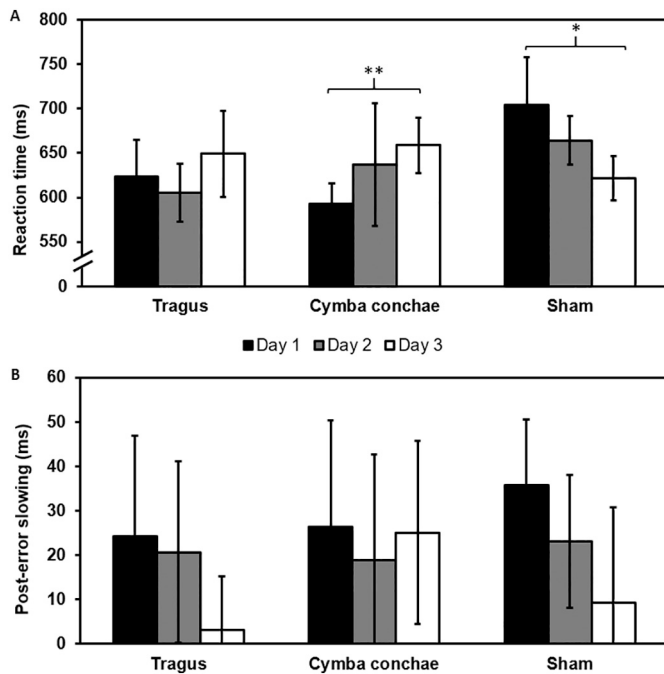 A
Reaction time (ms)
800
750
700
650
600
550
0
**
*
Tragus Cymba conchae Sham
Day 1 Day 2 Day 3
B
Post-error slowing (ms)
60
50
40
30
20
10
0
Tragus Cymba conchae Sham